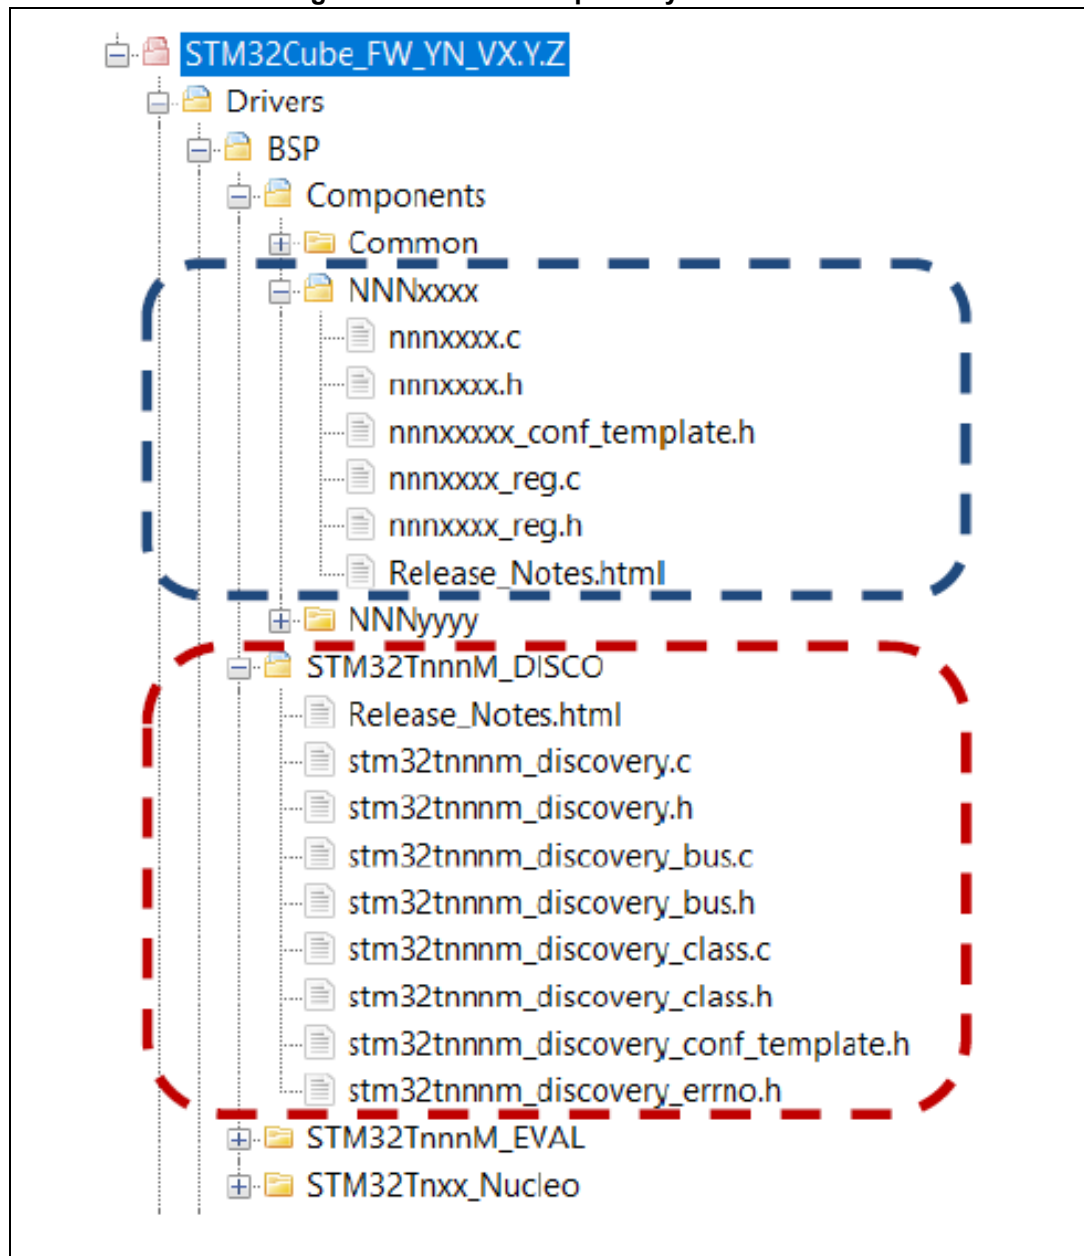 STM32Cube_FW_YN_VX.Y.Z
Drivers
BSP
Components
Common
NNNxxxx
nnnxxxx.c
nnnxxxx.h
nnnxxxxx_conf_template.h
nnnxxxx_reg.c
nnnxxxx_reg.h
Release_Notes.html
NNNyyyy
STM32TnnnM_DISCO
Release_Notes.html
stm32tnnnm_discovery.c
stm32tnnnm_discovery.h
stm32tnnnm_discovery_bus.c
stm32tnnnm_discovery_bus.h
stm32tnnnm_discovery_class.c
stm32tnnnm_discovery_class.h
stm32tnnnm_discovery_conf_template.h
stm32tnnnm_discovery_errno.h
STM32TnnnM_EVAL
STM32Tnxx_Nucleo